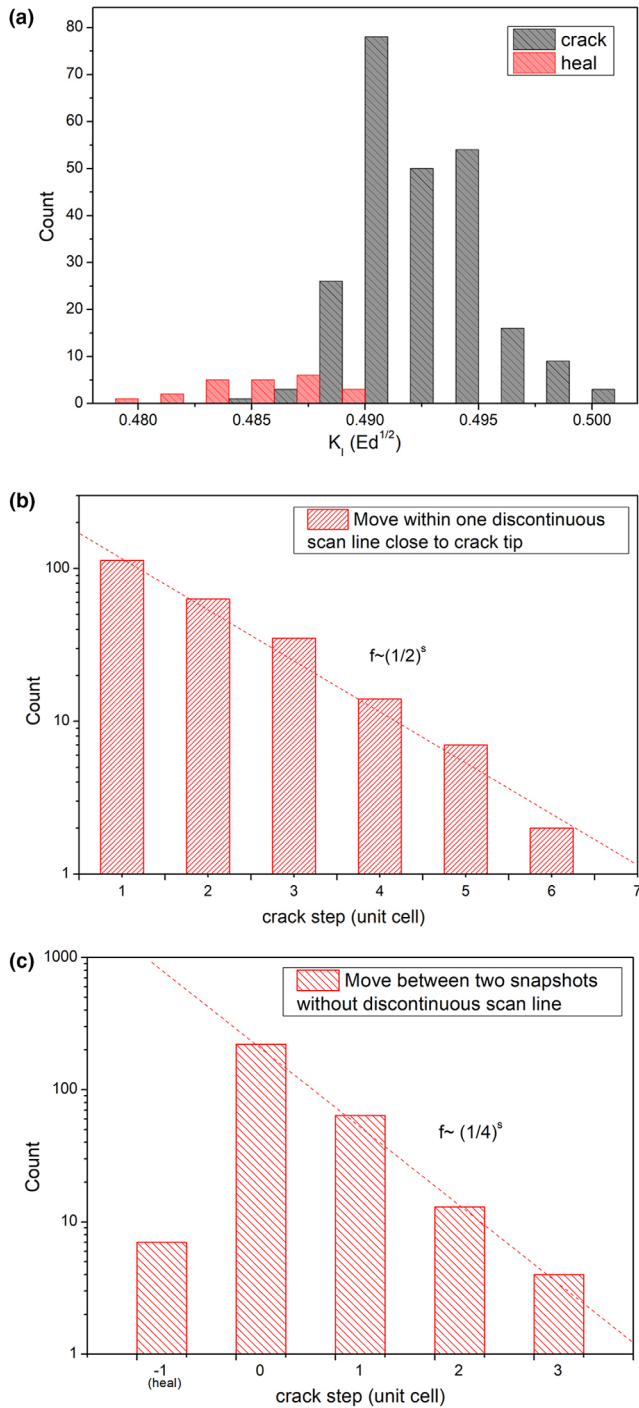 (a)
80
70
60
50
40
30
20
10
0
Count
crack
heal
0.480 0.485 0.490 0.495 0.500
K_I (Ed^1/2)
(b)
Move within one discontinuous
scan line close to crack tip
100
10
1
Count
f~(1/2)^s
1 2 3 4 5 6 7
crack step (unit cell)
(c)
1000
100
10
1
Count
Move between two snapshots
without discontinuous scan line
f~ (1/4)^s
-1 0 1 2 3
(heal)
crack step (unit cell)